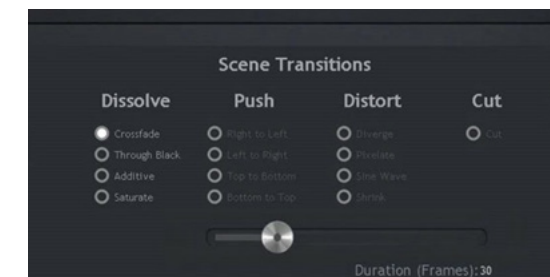 Scene Transitions
Dissolve Push Distort Cut
Crossfade Right to Left Diverge Cut
Through Black Left to Right Pixelate
Additive Top to Bottom Sine Wave
Saturate Bottom to Top Shrink
Duration (Frames): 30